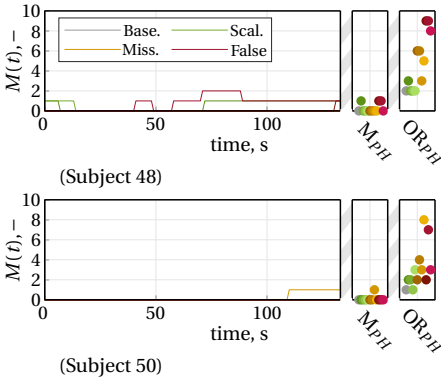 10
8
6
4
2
0
M(t), –
Base.
Scal.
Miss.
False
0
50
100
time, s
M_PH
OR_PH
(Subject 48)
10
8
6
4
2
0
M(t), –
0
50
100
time, s
M_PH
OR_PH
(Subject 50)